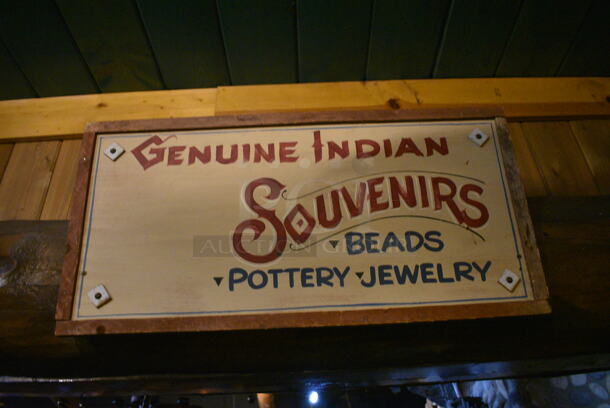 GENUINE INDIAN
SOUVENIRS
BEADS
POTTERY JEWELRY